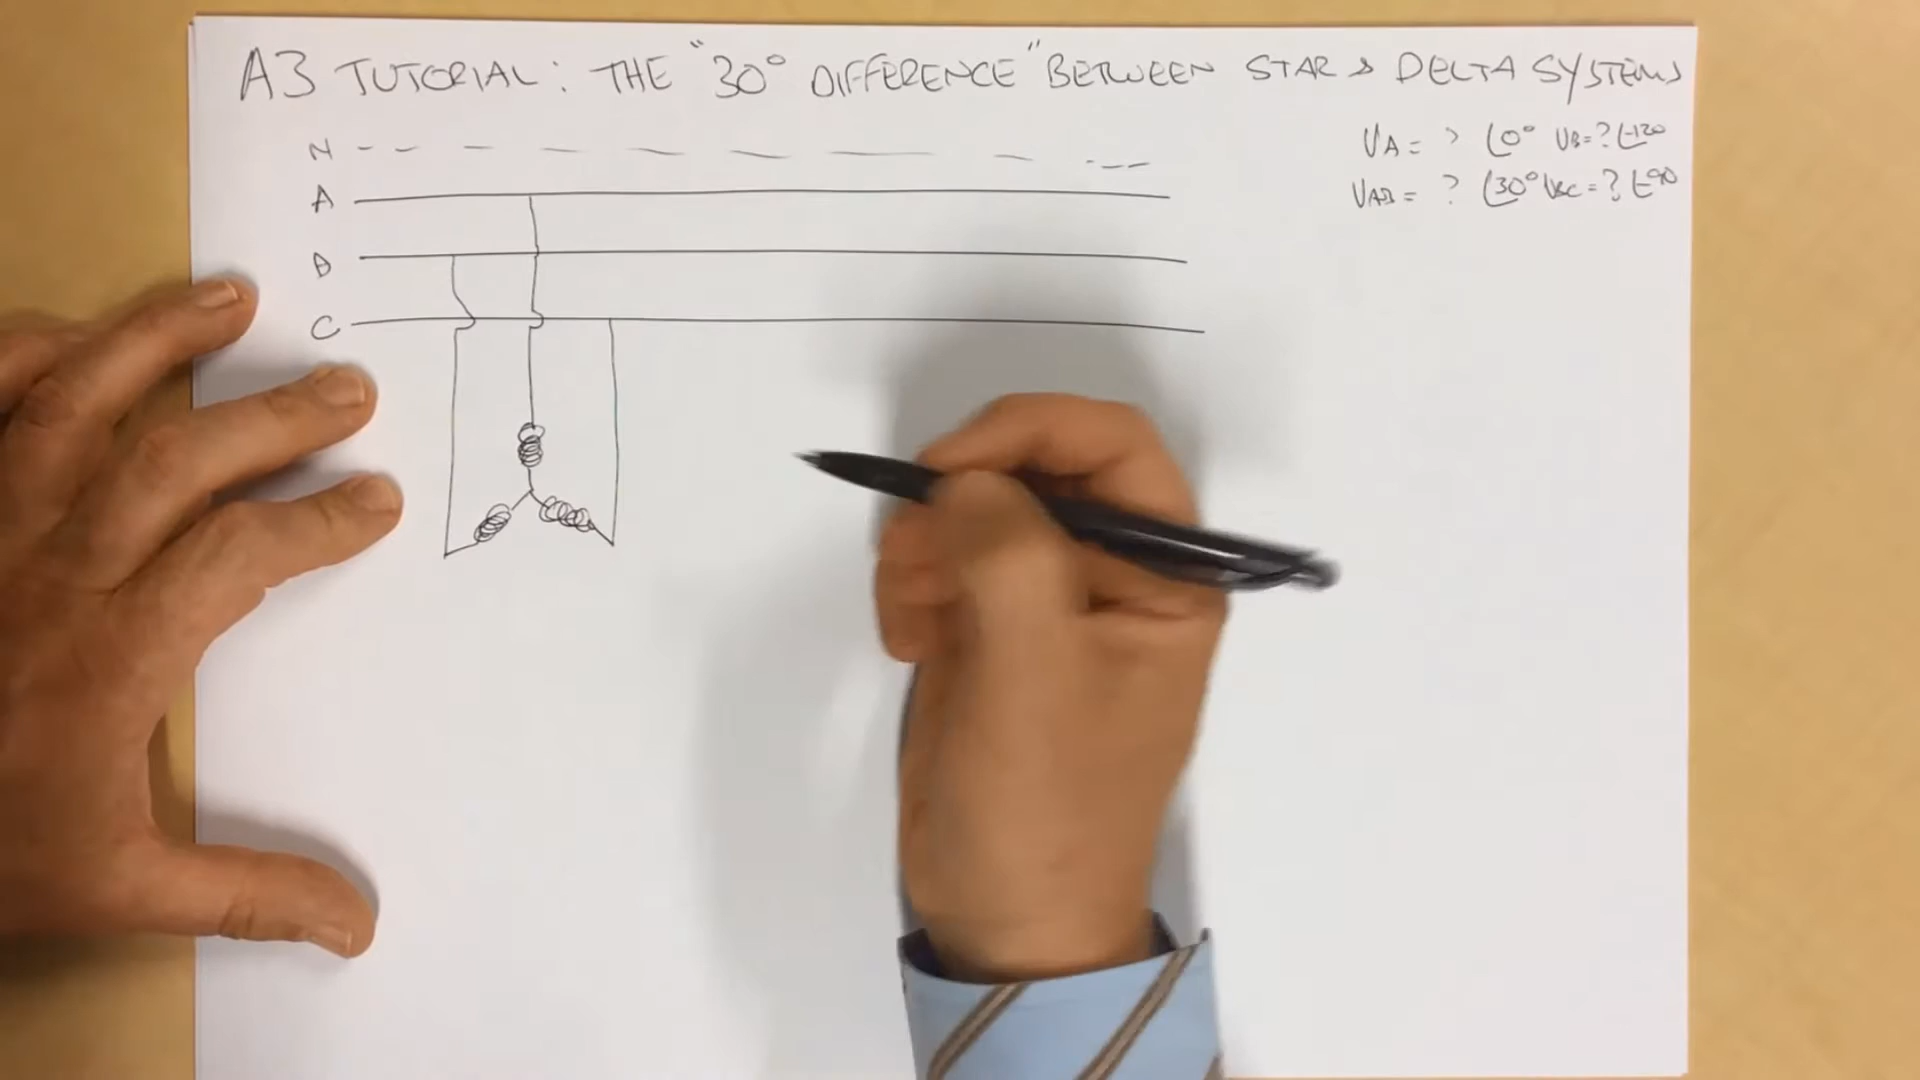 A3 TUTORIAL: THE "30° DIFFERENCE" BETWEEN STAR & DELTA SYSTEMS
VA = ? ∠0° VB = ? ∠-120
VAB = ? ∠30° VBC = ? ∠-90
N
A
B
C